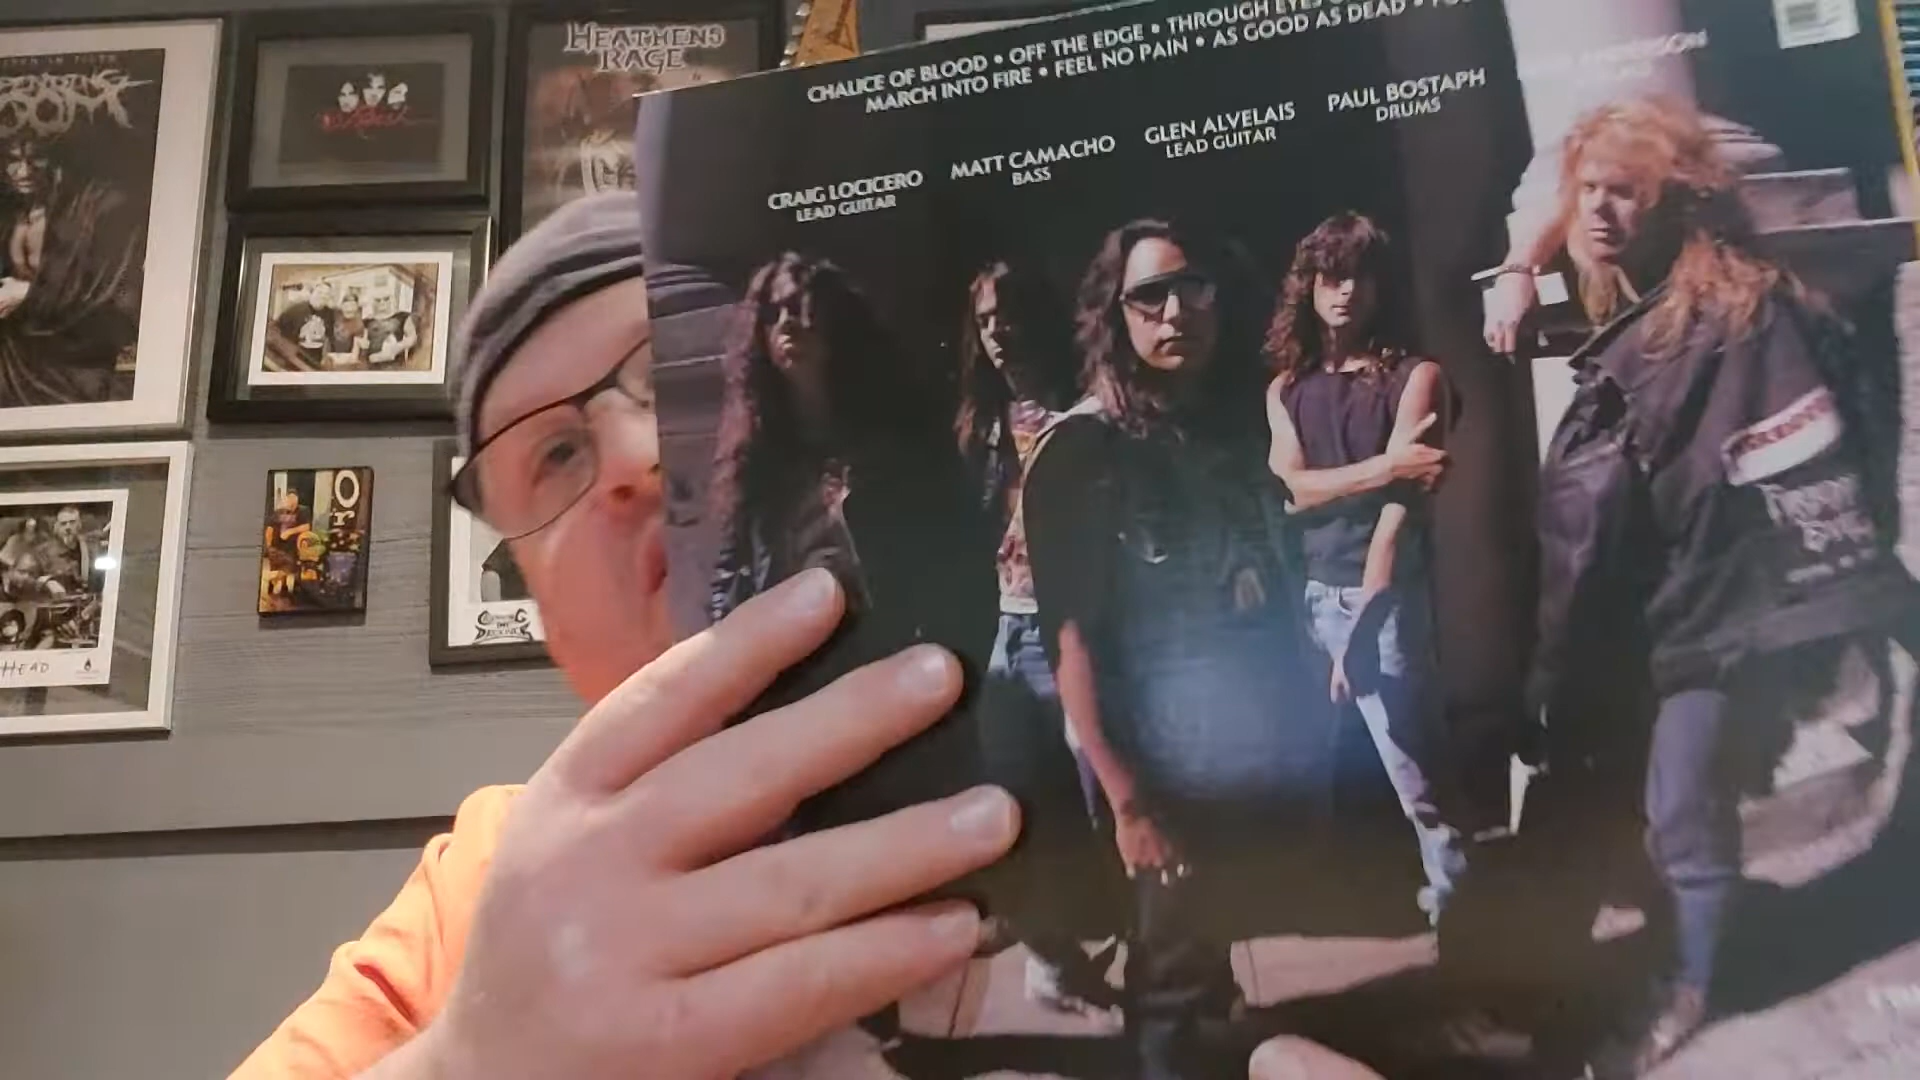 CHALICE OF BLOOD • OFF THE EDGE • THROUGH EYES
MARCH INTO FIRE • FEEL NO PAIN • AS GOOD AS DEAD •
CRAIG LOCICERO
LEAD GUITAR
MATT CAMACHO
BASS
GLEN ALVELAIS
LEAD GUITAR
PAUL BOSTAPH
DRUMS
HEATHENS
RAGE
HEAD